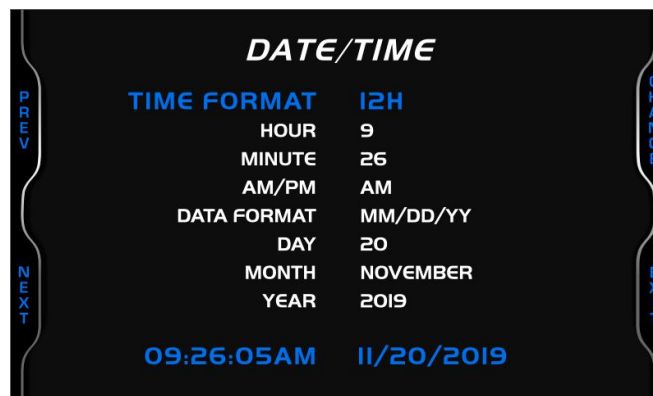 DATE/TIME
PREV
TIME FORMAT 12H
HOUR 9
MINUTE 26
AM/PM AM
DATA FORMAT MM/DD/YY
DAY 20
MONTH NOVEMBER
YEAR 2019
NEXT
09:26:05AM 11/20/2019